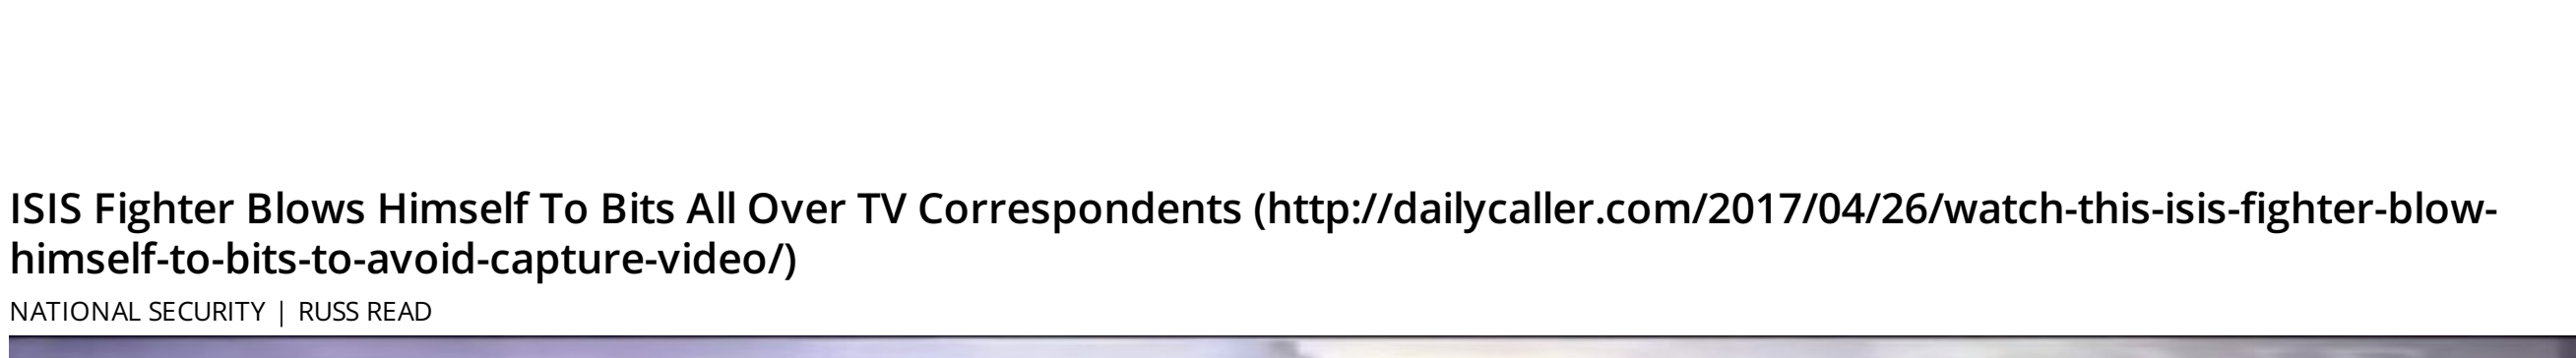 ISIS Fighter Blows Himself To Bits All Over TV Correspondents (http://dailycaller.com/2017/04/26/watch-this-isis-fighter-blow-
himself-to-bits-to-avoid-capture-video/)
NATIONAL SECURITY | RUSS READ